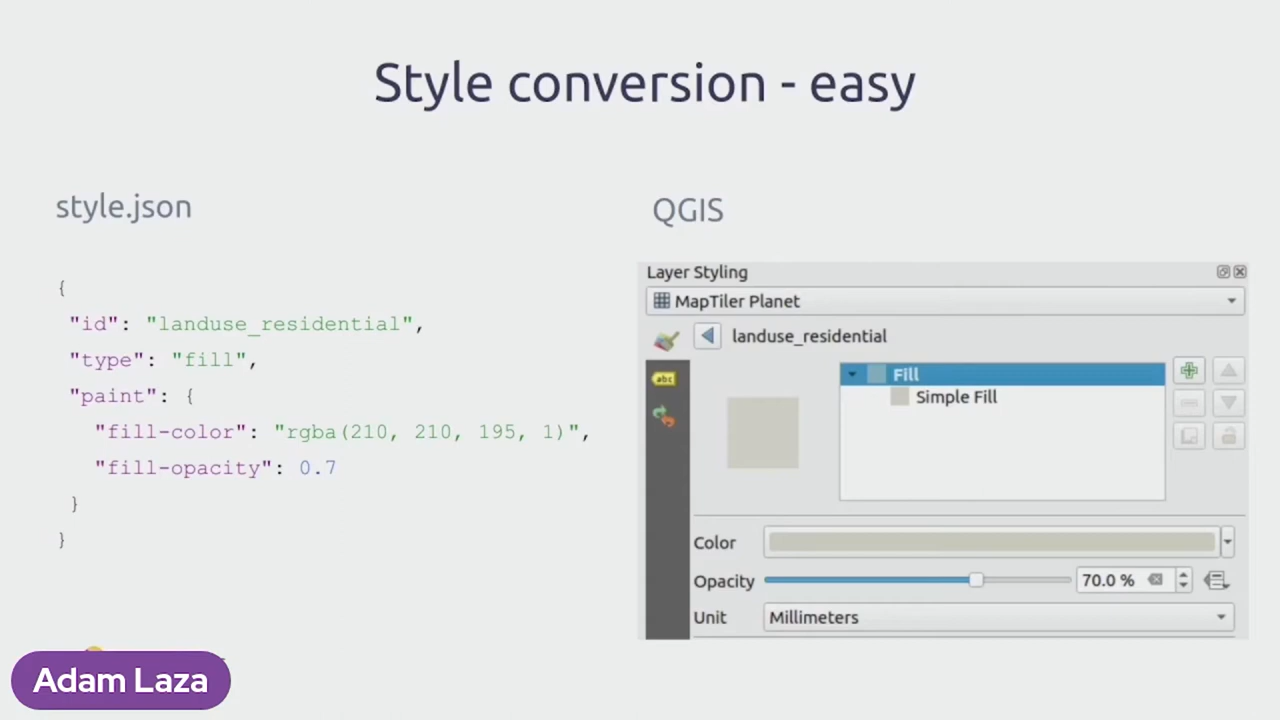 Style conversion - easy
style.json
{
"id": "landuse_residential",
"type": "fill",
"paint": {
"fill-color": "rgba(210, 210, 195, 1)",
"fill-opacity": 0.7
}
}
QGIS
Layer Styling
MapTiler Planet
landuse_residential
abc
Fill
Simple Fill
Color
Opacity
70.0 %
Unit
Millimeters
Adam Laza